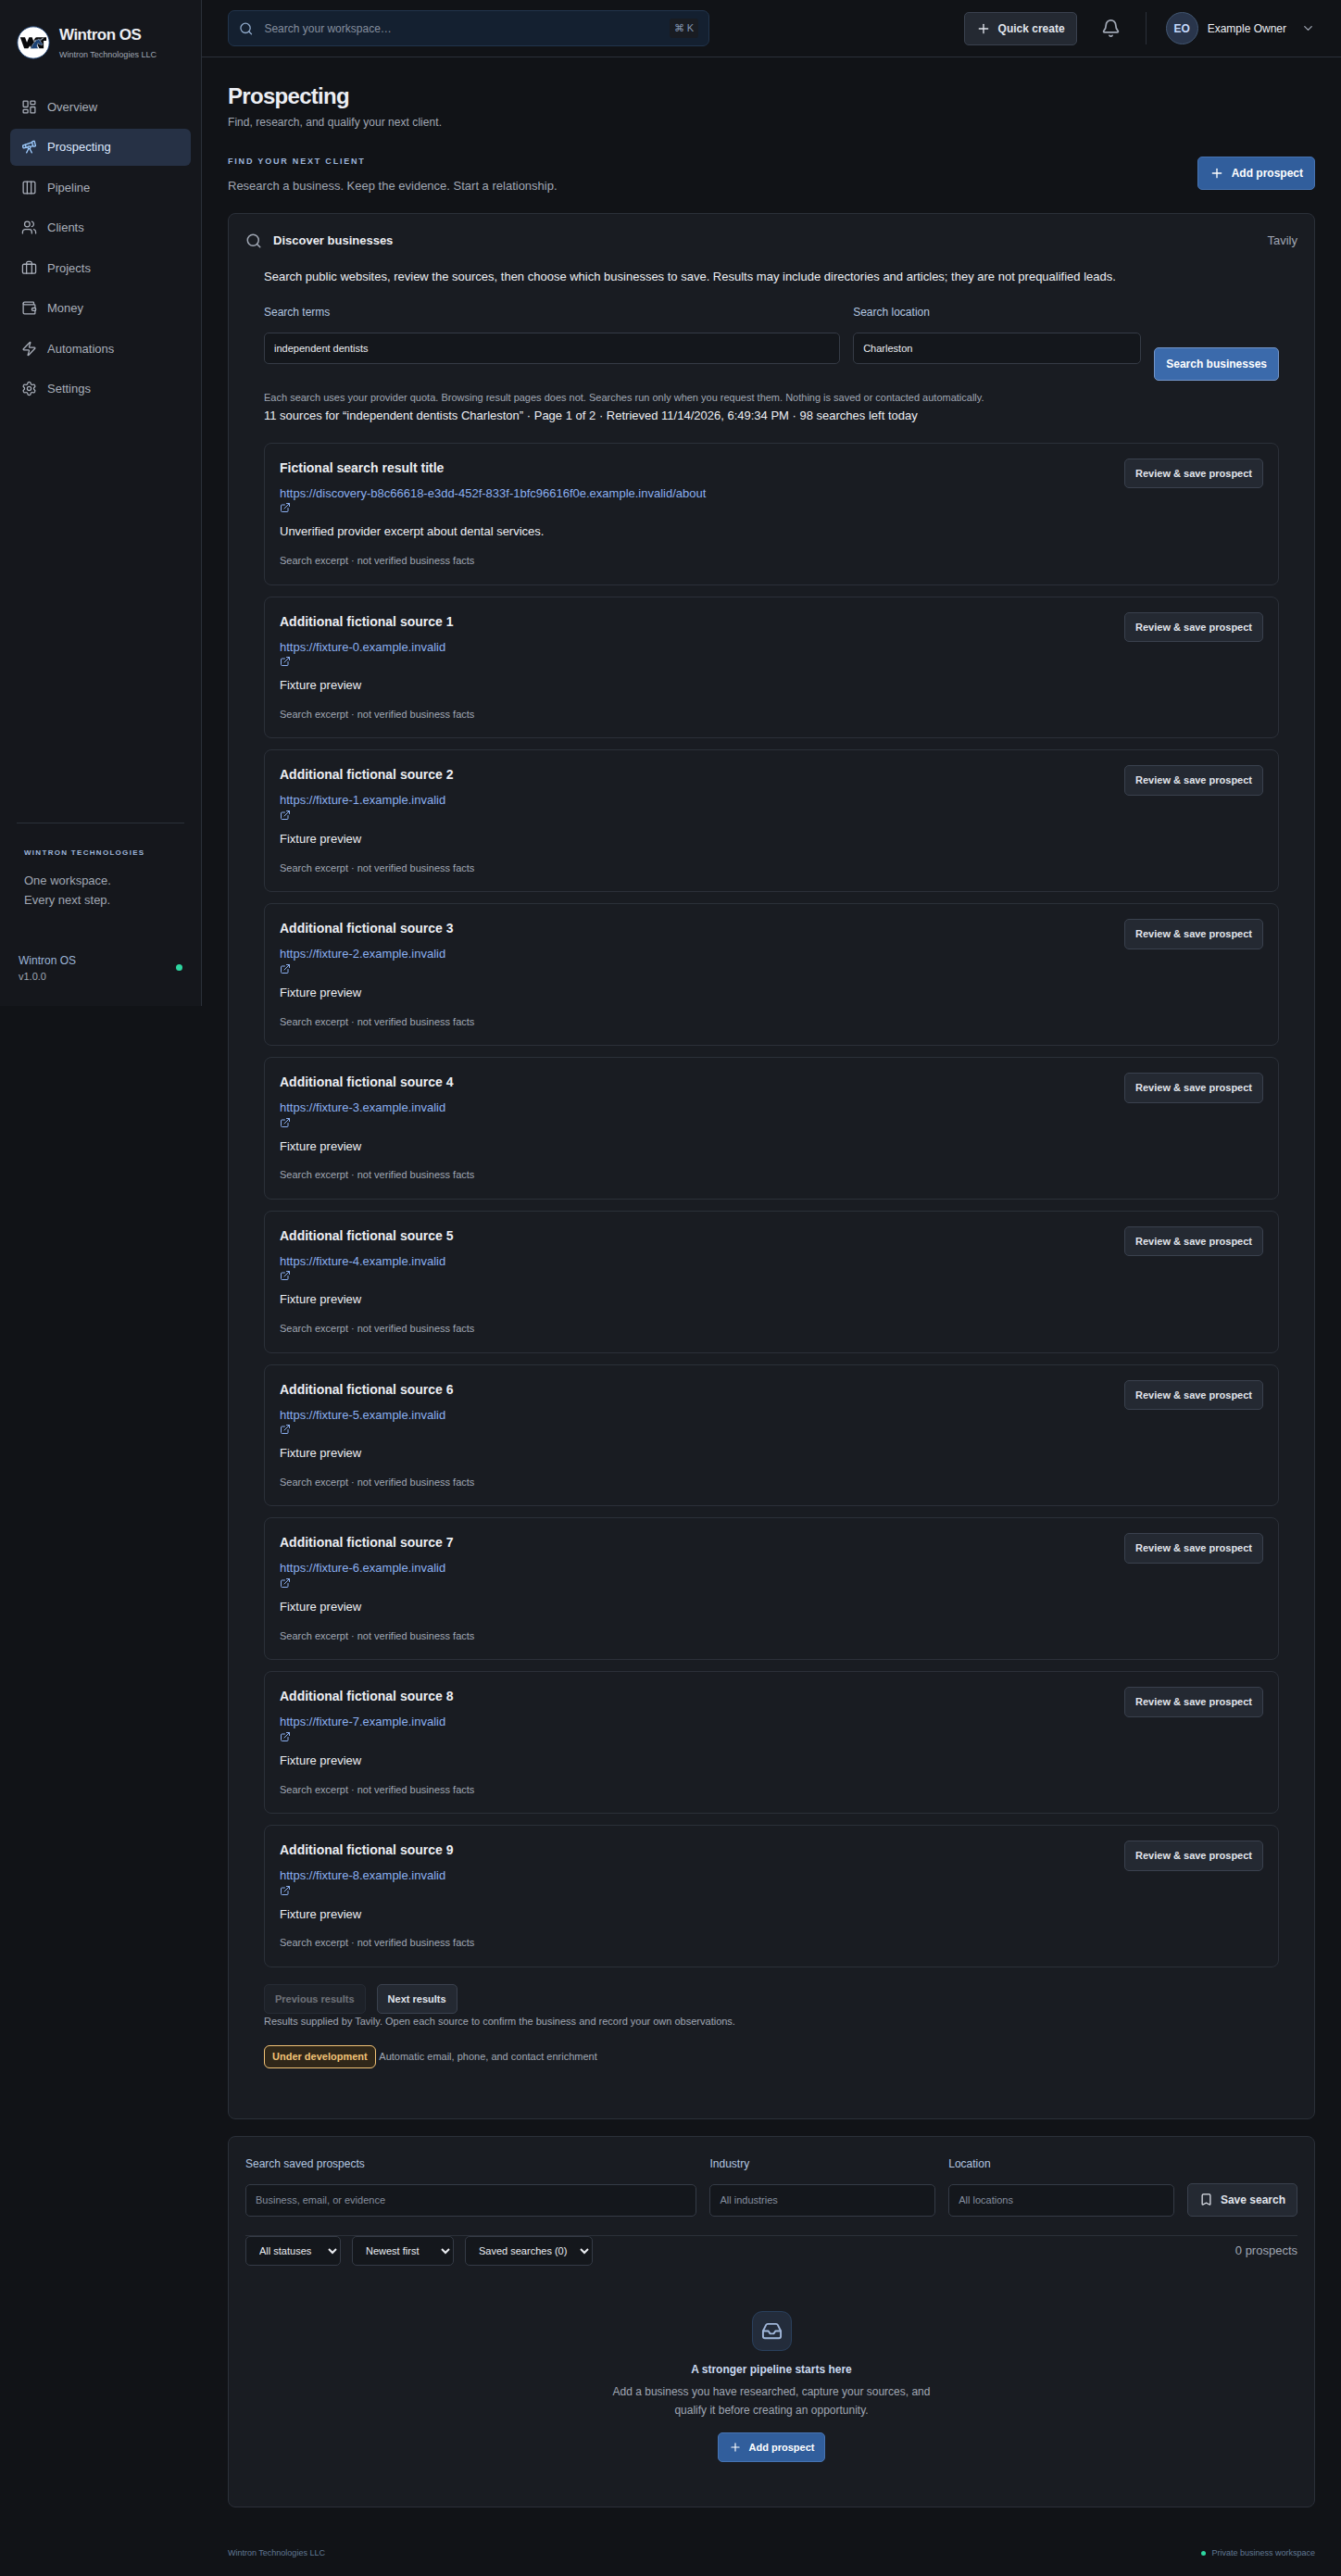 Wintron OS
Wintron Technologies LLC
Overview
Prospecting
Pipeline
Clients
Projects
Money
Automations
Settings
WINTRON TECHNOLOGIES
One workspace.
Every next step.
Wintron OS
v1.0.0
Search your workspace…
⌘ K
Quick create
EO
Example Owner
Prospecting
Find, research, and qualify your next client.
FIND YOUR NEXT CLIENT
Research a business. Keep the evidence. Start a relationship.
Add prospect
Discover businesses
Tavily
Search public websites, review the sources, then choose which businesses to save. Results may include directories and articles; they are not prequalified leads.
Search terms
Search location
independent dentists
Charleston
Search businesses
Each search uses your provider quota. Browsing result pages does not. Searches run only when you request them. Nothing is saved or contacted automatically.
11 sources for “independent dentists Charleston” · Page 1 of 2 · Retrieved 11/14/2026, 6:49:34 PM · 98 searches left today
Fictional search result title
Review & save prospect
https://discovery-b8c66618-e3dd-452f-833f-1bfc96616f0e.example.invalid/about
Unverified provider excerpt about dental services.
Search excerpt · not verified business facts
Additional fictional source 1
Review & save prospect
https://fixture-0.example.invalid
Fixture preview
Search excerpt · not verified business facts
Additional fictional source 2
Review & save prospect
https://fixture-1.example.invalid
Fixture preview
Search excerpt · not verified business facts
Additional fictional source 3
Review & save prospect
https://fixture-2.example.invalid
Fixture preview
Search excerpt · not verified business facts
Additional fictional source 4
Review & save prospect
https://fixture-3.example.invalid
Fixture preview
Search excerpt · not verified business facts
Additional fictional source 5
Review & save prospect
https://fixture-4.example.invalid
Fixture preview
Search excerpt · not verified business facts
Additional fictional source 6
Review & save prospect
https://fixture-5.example.invalid
Fixture preview
Search excerpt · not verified business facts
Additional fictional source 7
Review & save prospect
https://fixture-6.example.invalid
Fixture preview
Search excerpt · not verified business facts
Additional fictional source 8
Review & save prospect
https://fixture-7.example.invalid
Fixture preview
Search excerpt · not verified business facts
Additional fictional source 9
Review & save prospect
https://fixture-8.example.invalid
Fixture preview
Search excerpt · not verified business facts
Previous results
Next results
Results supplied by Tavily. Open each source to confirm the business and record your own observations.
Under development Automatic email, phone, and contact enrichment
Search saved prospects
Industry
Location
Business, email, or evidence
All industries
All locations
Save search
All statuses
Newest first
Saved searches (0)
0 prospects
A stronger pipeline starts here
Add a business you have researched, capture your sources, and
qualify it before creating an opportunity.
Add prospect
Wintron Technologies LLC
Private business workspace